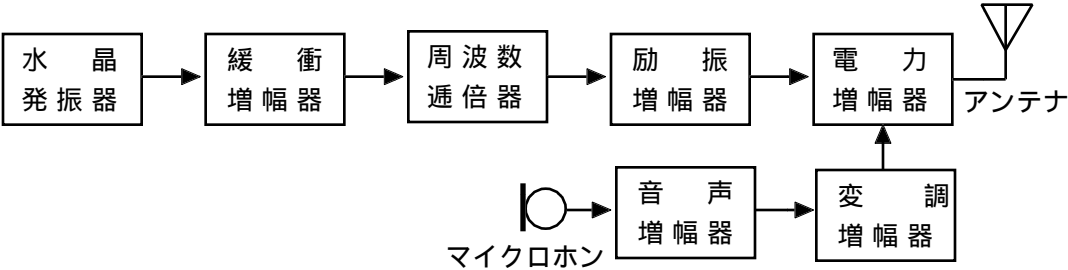 水晶
発振器
緩衝
増幅器
周波数
逓倍器
励振
増幅器
電力
増幅器
アンテナ
音声
増幅器
変調
増幅器
マイクロホン